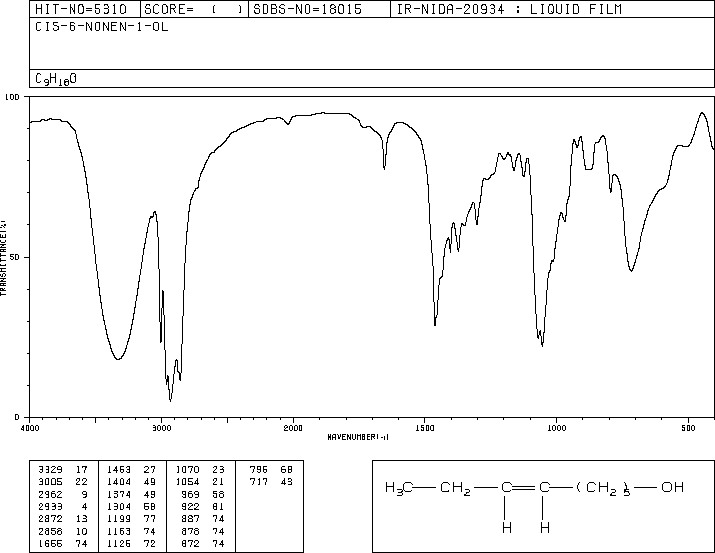 HIT-NO=5310 SCORE= ( ) SDBS-NO=18015 IR-NIDA-20934 : LIQUID FILM
CIS-6-NONEN-1-OL
C9H18O
100
50
0
TRANSMITTANCE(%)
4000 3000 2000 1500 1000 500
WAVENUMBER(-1)
3329 17 1463 27 1070 23 796 68
3005 22 1404 49 1054 21 717 43
2962 9 1374 49 969 58
2933 4 1304 58 922 81
2872 13 1199 77 887 74
2858 10 1163 74 878 74
1655 74 1125 72 872 74
H3C CH2 C C (CH2)5 OH
H H